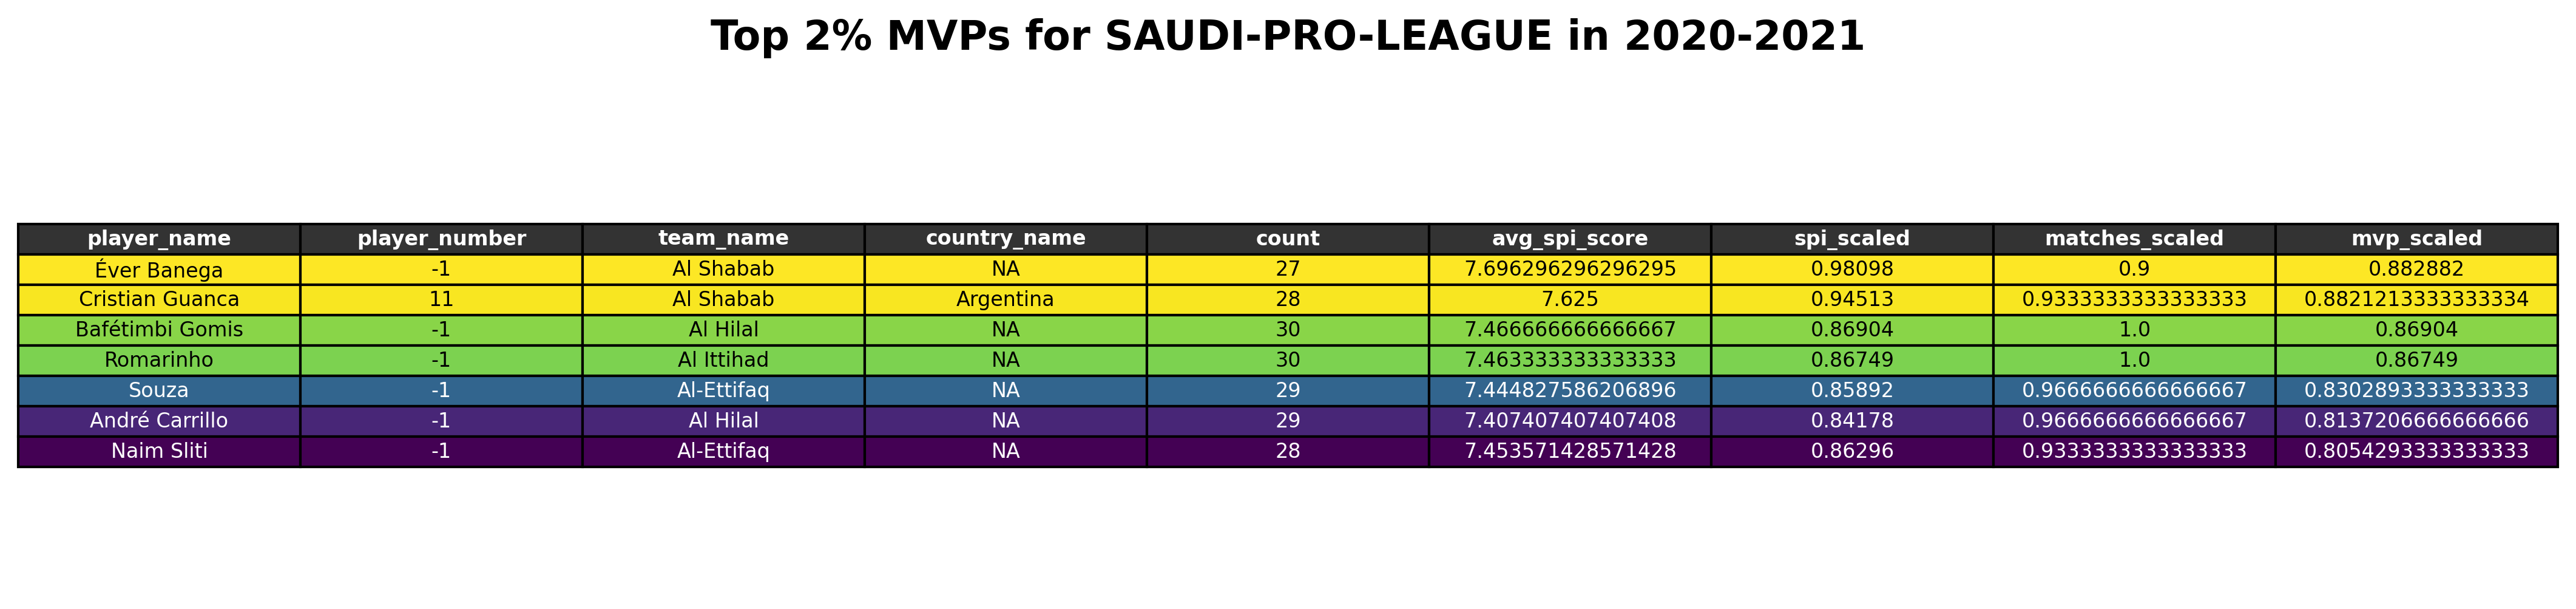 Top 2% MVPs for SAUDI-PRO-LEAGUE in 2020-2021
player_name player_number team_name country_name count avg_spi_score spi_scaled matches_scaled mvp_scaled
Éver Banega -1 Al Shabab NA 27 7.696296296296295 0.98098 0.9 0.882882
Cristian Guanca 11 Al Shabab Argentina 28 7.625 0.94513 0.9333333333333333 0.8821213333333334
Bafétimbi Gomis -1 Al Hilal NA 30 7.466666666666667 0.86904 1.0 0.86904
Romarinho -1 Al Ittihad NA 30 7.463333333333333 0.86749 1.0 0.86749
Souza -1 Al-Ettifaq NA 29 7.444827586206896 0.85892 0.9666666666666667 0.8302893333333333
André Carrillo -1 Al Hilal NA 29 7.407407407407408 0.84178 0.9666666666666667 0.8137206666666666
Naim Sliti -1 Al-Ettifaq NA 28 7.453571428571428 0.86296 0.9333333333333333 0.8054293333333333